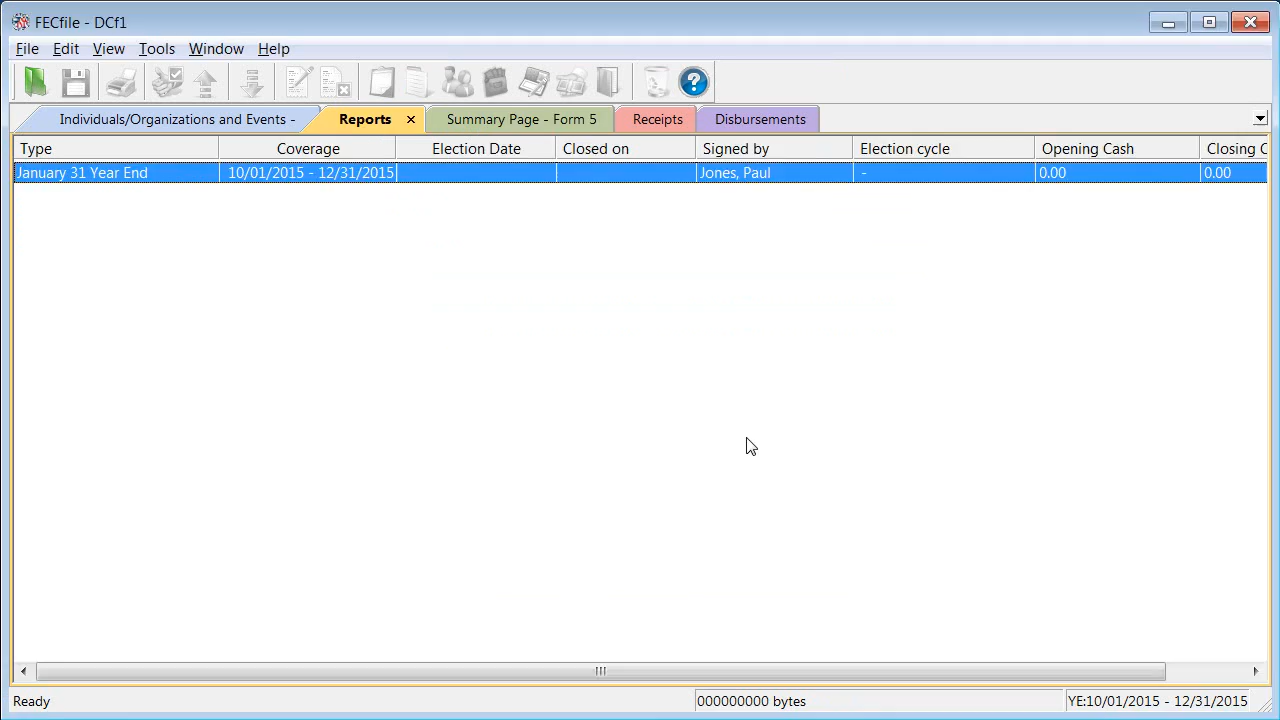 FECfile - DCf1
File Edit View Tools Window Help
Individuals/Organizations and Events - Reports × Summary Page - Form 5 Receipts Disbursements
Type Coverage Election Date Closed on Signed by Election cycle Opening Cash Closing C
January 31 Year End 10/01/2015 - 12/31/2015 Jones, Paul - 0.00 0.00
Ready 000000000 bytes YE:10/01/2015 - 12/31/2015